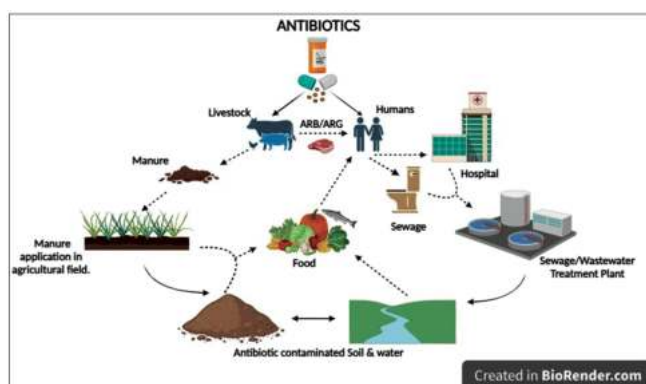 ANTIBIOTICS
Livestock
ARB/ARG
Humans
Manure
Hospital
Sewage
Manure
application in
agricultural field.
Food
Sewage/Wastewater
Treatment Plant
Antibiotic contaminated Soil & water
Created in BioRender.com